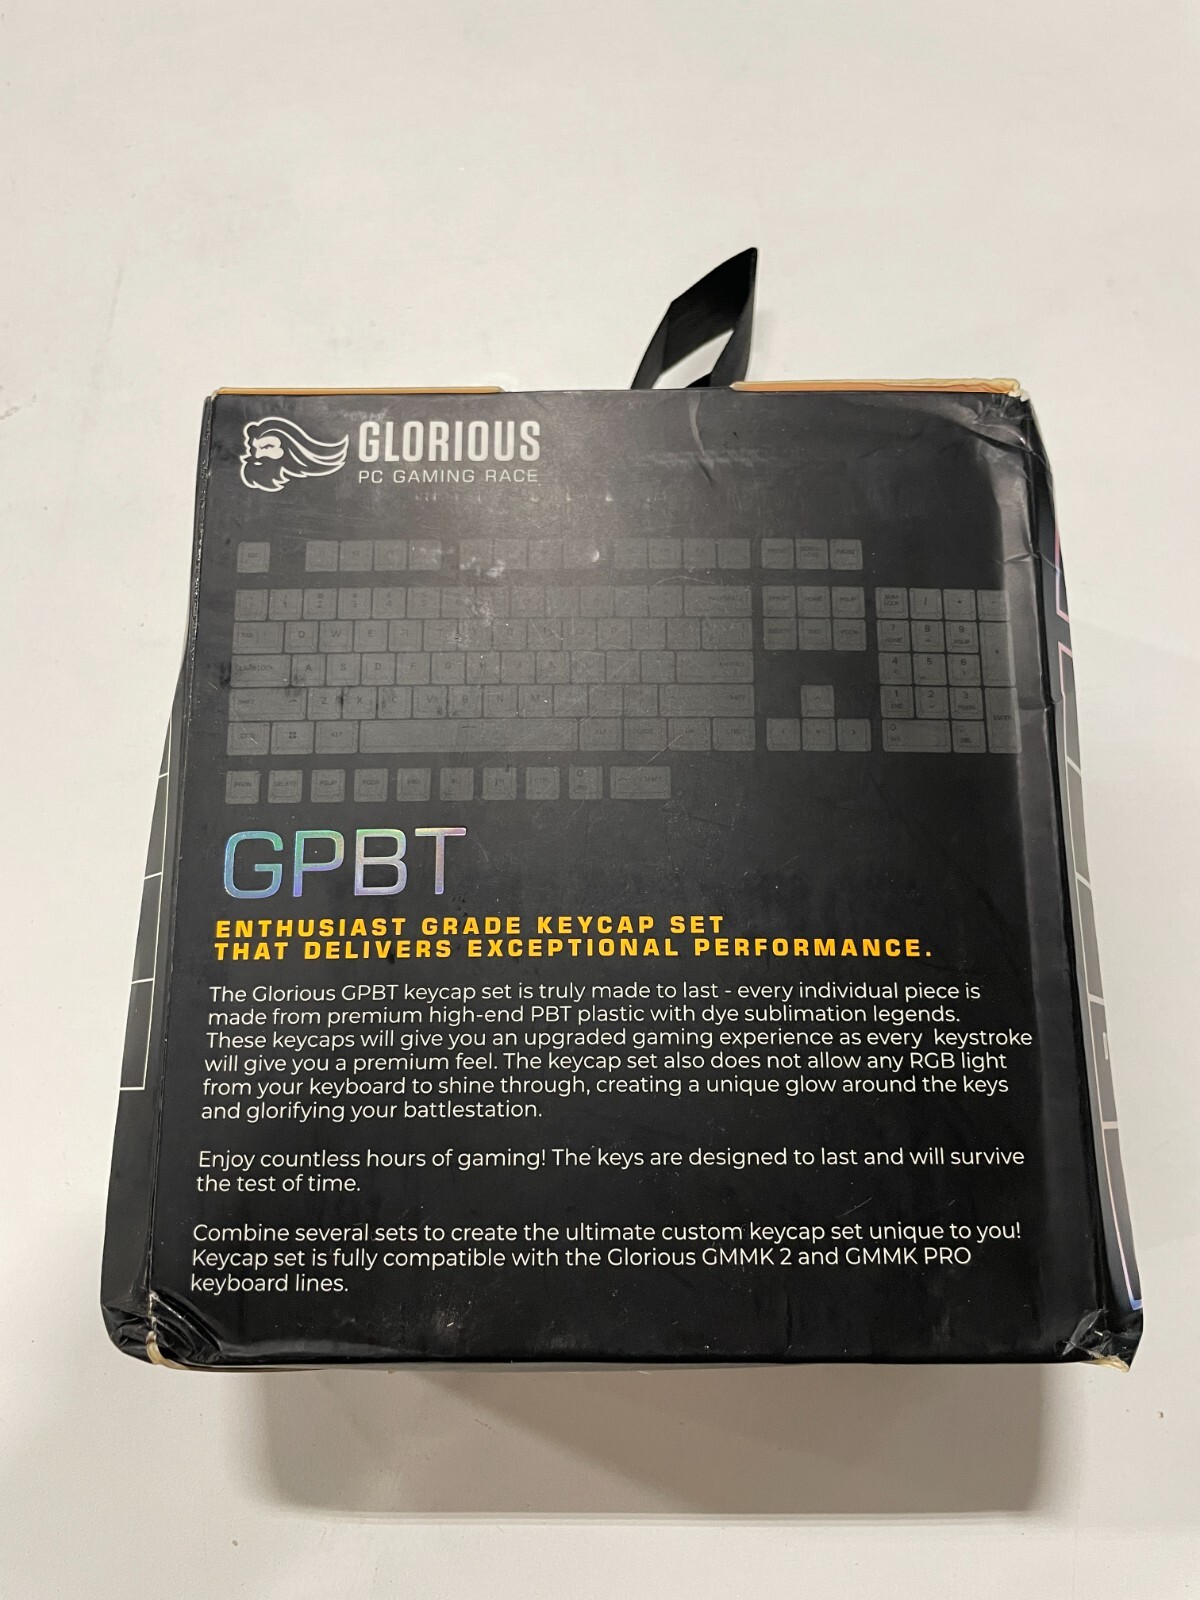 GLORIOUS
PC GAMING RACE
GPBT
ENTHUSIAST GRADE KEYCAP SET
THAT DELIVERS EXCEPTIONAL PERFORMANCE.
The Glorious GPBT keycap set is truly made to last - every individual piece is
made from premium high-end PBT plastic with dye sublimation legends.
These keycaps will give you an upgraded gaming experience as every keystroke
will give you a premium feel. The keycap set also does not allow any RGB light
from your keyboard to shine through, creating a unique glow around the keys
and glorifying your battlestation.
Enjoy countless hours of gaming! The keys are designed to last and will survive
the test of time.
Combine several sets to create the ultimate custom keycap set unique to you!
Keycap set is fully compatible with the Glorious GMMK 2 and GMMK PRO
keyboard lines.